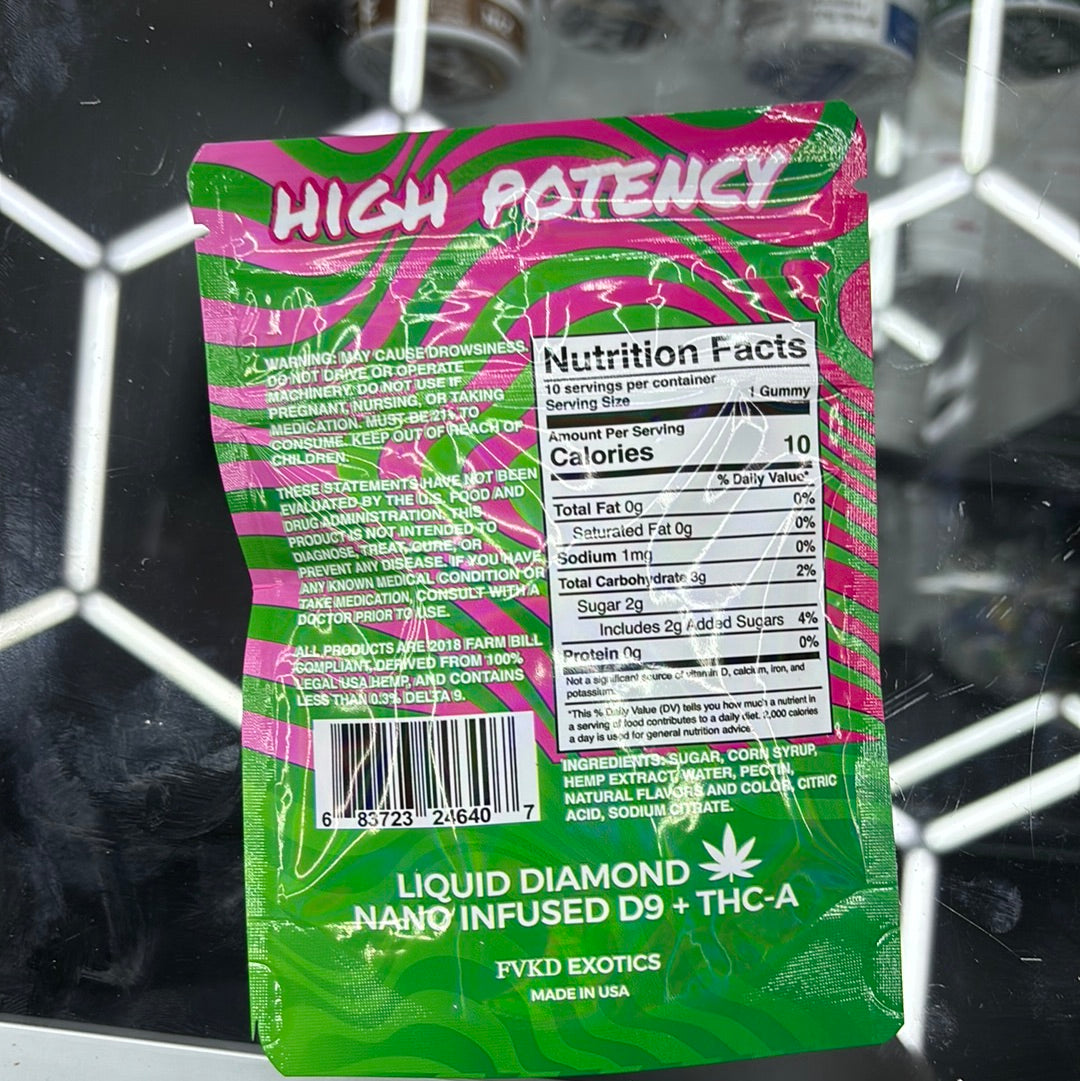 HIGH POTENCY
WARNING: MAY CAUSE DROWSINESS.
DO NOT DRIVE OR OPERATE
MACHINERY. DO NOT USE IF
PREGNANT, NURSING, OR TAKING
MEDICATION. MUST BE 21+ TO
CONSUME. KEEP OUT OF REACH OF
CHILDREN.
THESE STATEMENTS HAVE NOT BEEN
EVALUATED BY THE U.S. FOOD AND
DRUG ADMINISTRATION. THIS
PRODUCT IS NOT INTENDED TO
DIAGNOSE, TREAT, CURE, OR
PREVENT ANY DISEASE. IF YOU HAVE
ANY KNOWN MEDICAL CONDITION OR
TAKE MEDICATION, CONSULT WITH A
DOCTOR PRIOR TO USE.
ALL PRODUCTS ARE 2018 FARM BILL
COMPLIANT, DERIVED FROM 100%
LEGAL USA HEMP, AND CONTAINS
LESS THAN 0.3% DELTA 9.
6 83723 24640 7
Nutrition Facts
10 servings per container
Serving Size 1 Gummy
Amount Per Serving
Calories 10
% Daily Value*
Total Fat 0g 0%
Saturated Fat 0g 0%
Sodium 1mg 0%
Total Carbohydrate 3g 2%
Sugar 2g
Includes 2g Added Sugars 4%
Protein 0g 0%
Not a significant source of vitamin D, calcium, iron, and
potassium.
*This % Daily Value (DV) tells you how much a nutrient in
a serving of food contributes to a daily diet. 2,000 calories
a day is used for general nutrition advice
INGREDIENTS: SUGAR, CORN SYRUP,
HEMP EXTRACT, WATER, PECTIN,
NATURAL FLAVORS AND COLOR, CITRIC
ACID, SODIUM CITRATE.
LIQUID DIAMOND
NANO INFUSED D9 + THC-A
FVKD EXOTICS
MADE IN USA